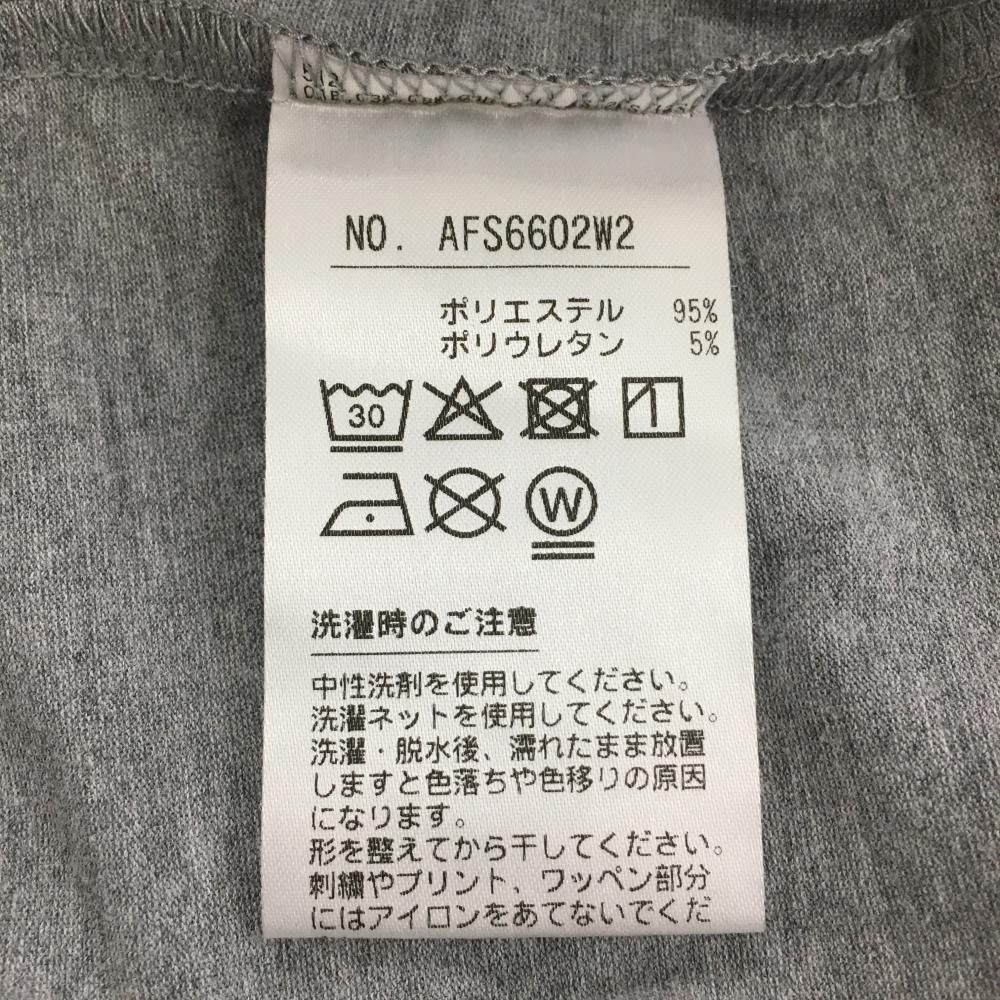 NO. AFS6602W2
ポリエステル 95%
ポリウレタン 5%
30
W
洗濯時のご注意
中性洗剤を使用してください。
洗濯ネットを使用してください。
洗濯・脱水後、濡れたまま放置
しますと色落ちや色移りの原因
になります。
形を整えてから干してください。
刺繍やプリント、ワッペン部分
にはアイロンをあてないでくだ